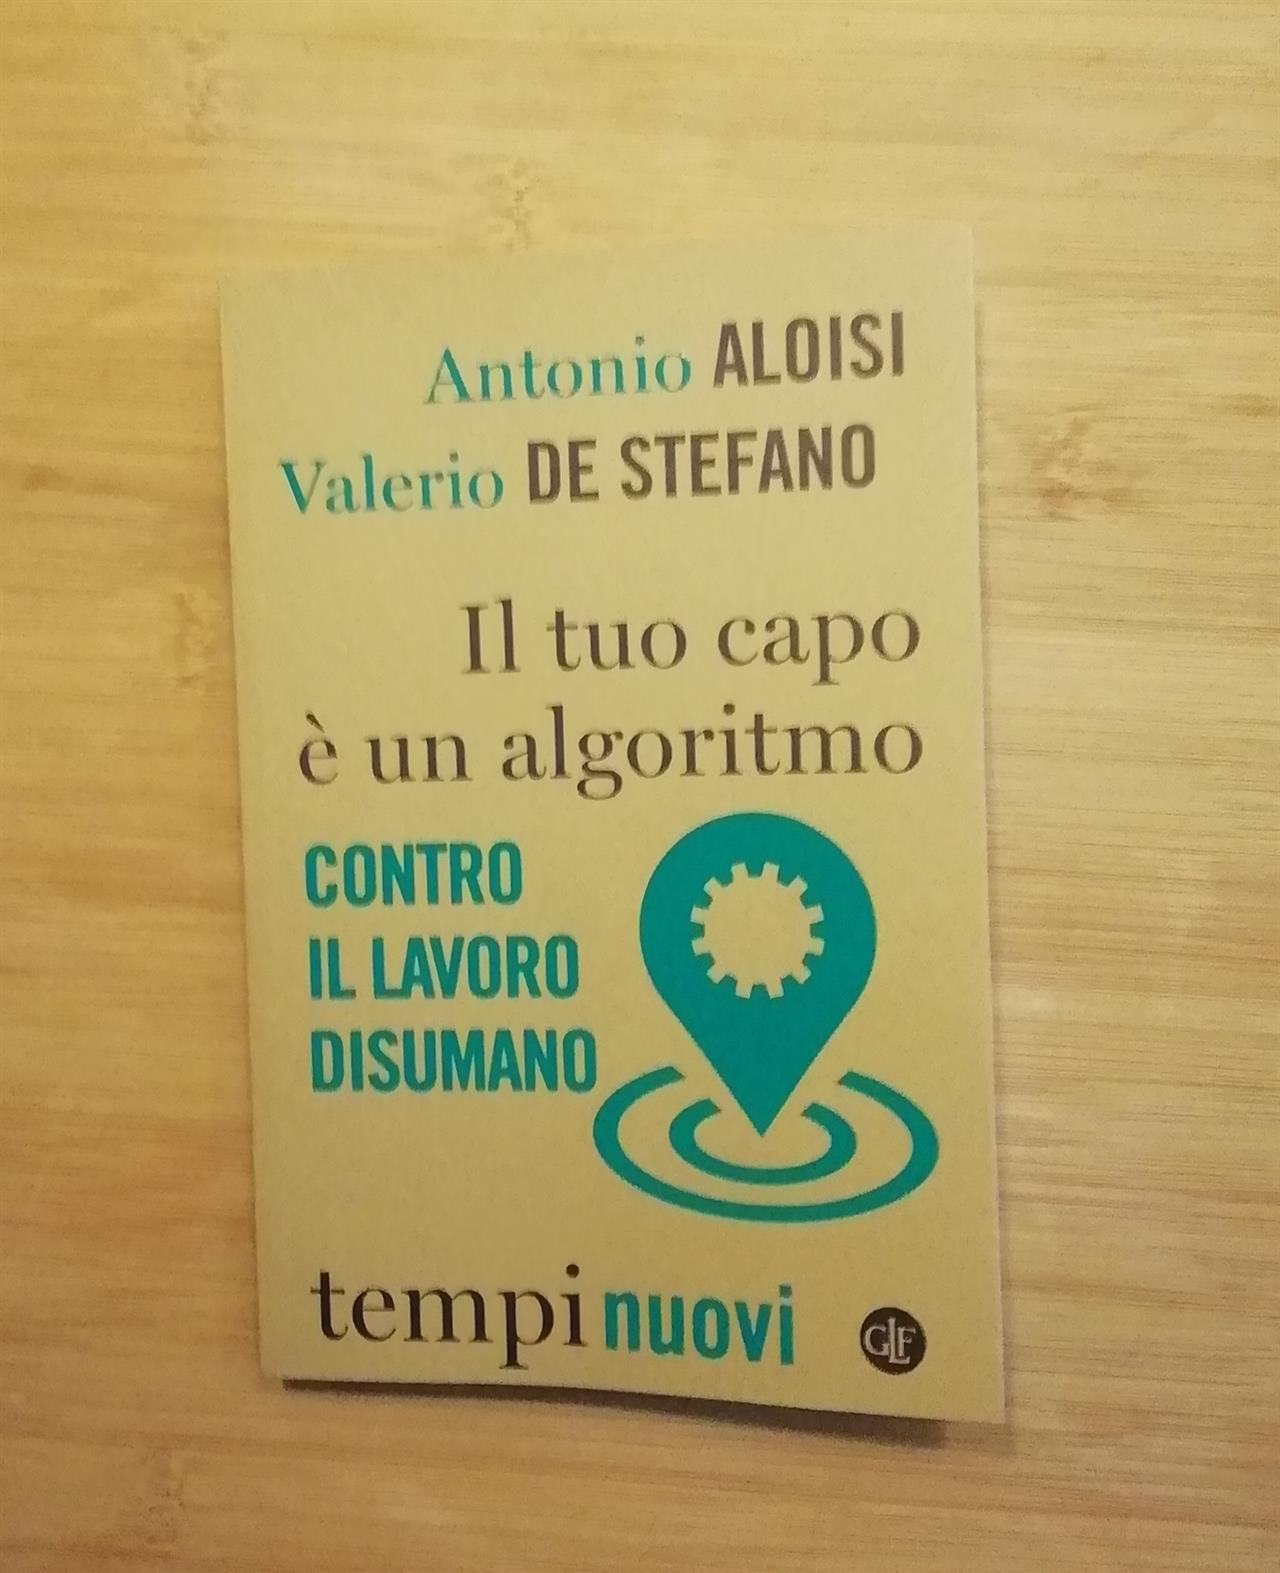 Antonio ALOISI
Valerio DE STEFANO
Il tuo capo
è un algoritmo
CONTRO
IL LAVORO
DISUMANO
tempi nuovi
GLF